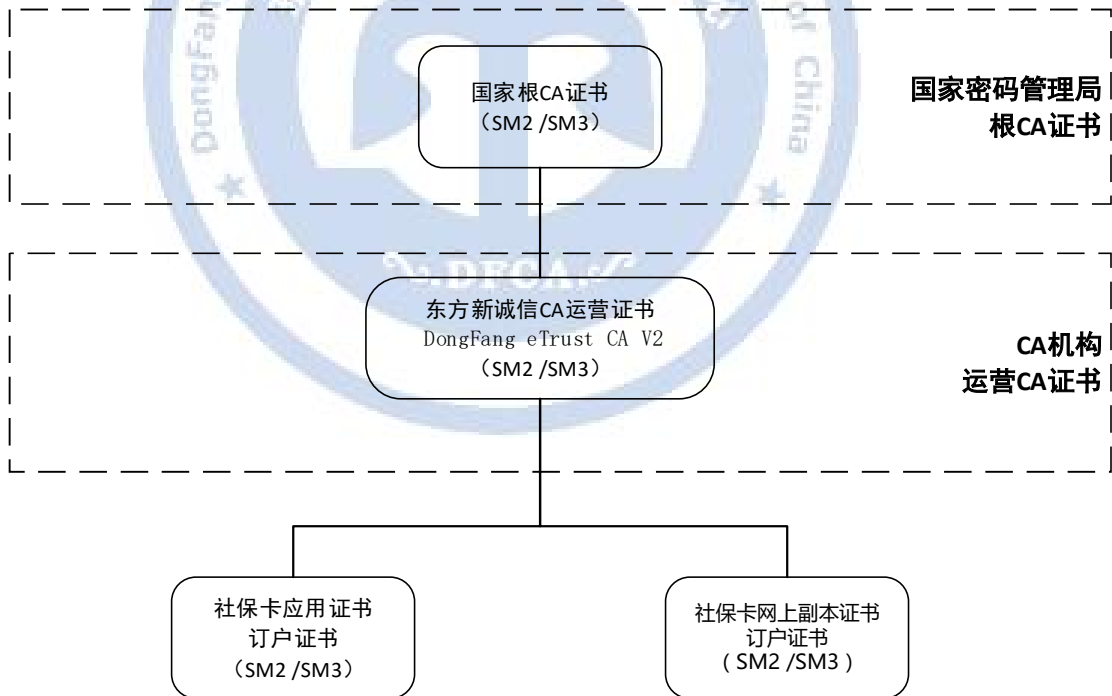 DongFang
of China
国家根CA证书
（SM2 /SM3）
国家密码管理局
根CA证书
DFCA
东方新诚信CA运营证书
DongFang eTrust CA V2
（SM2 /SM3）
CA机构
运营CA证书
社保卡应用证书
订户证书
（SM2 /SM3）
社保卡网上副本证书
订户证书
( SM2 /SM3 )